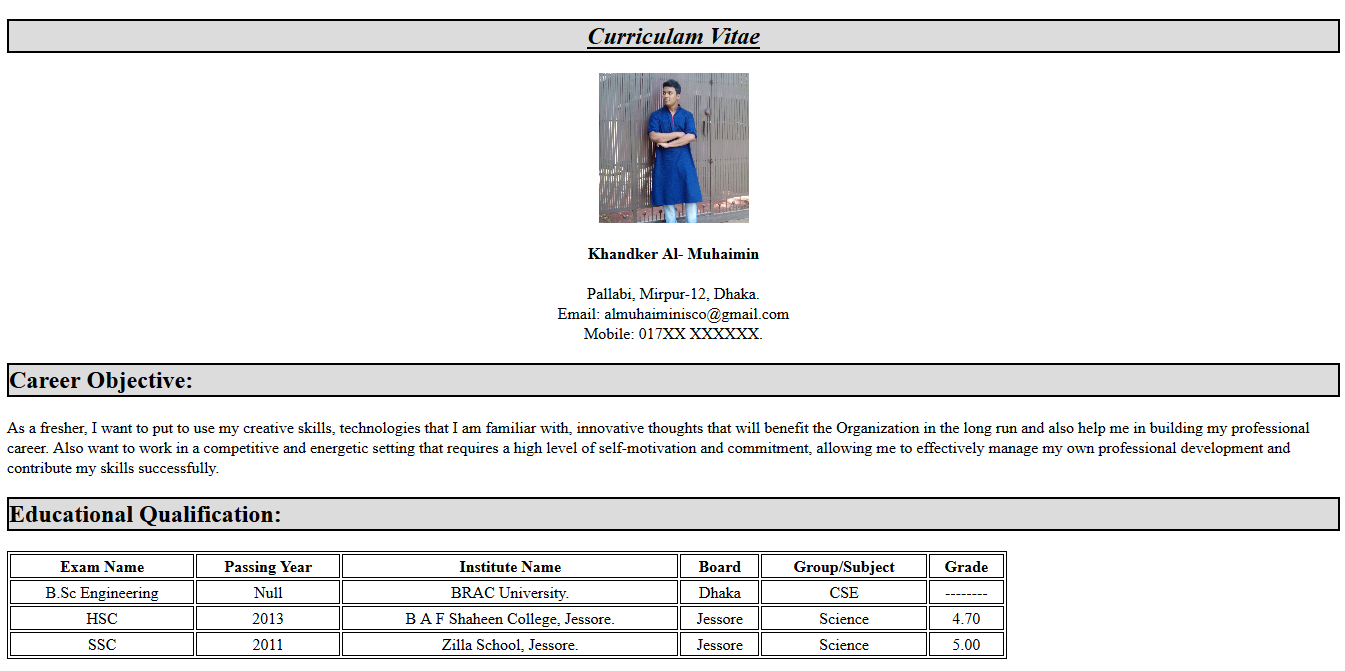 Curriculam Vitae
Khandker Al- Muhaimin
Pallabi, Mirpur-12, Dhaka.
Email: almuhaiminisco@gmail.com
Mobile: 017XX XXXXXX.
Career Objective:
As a fresher, I want to put to use my creative skills, technologies that I am familiar with, innovative thoughts that will benefit the Organization in the long run and also help me in building my professional
career. Also want to work in a competitive and energetic setting that requires a high level of self-motivation and commitment, allowing me to effectively manage my own professional development and
contribute my skills successfully.
Educational Qualification:
Exam Name Passing Year Institute Name Board Group/Subject Grade
B.Sc Engineering Null BRAC University. Dhaka CSE --------
HSC 2013 B A F Shaheen College, Jessore. Jessore Science 4.70
SSC 2011 Zilla School, Jessore. Jessore Science 5.00